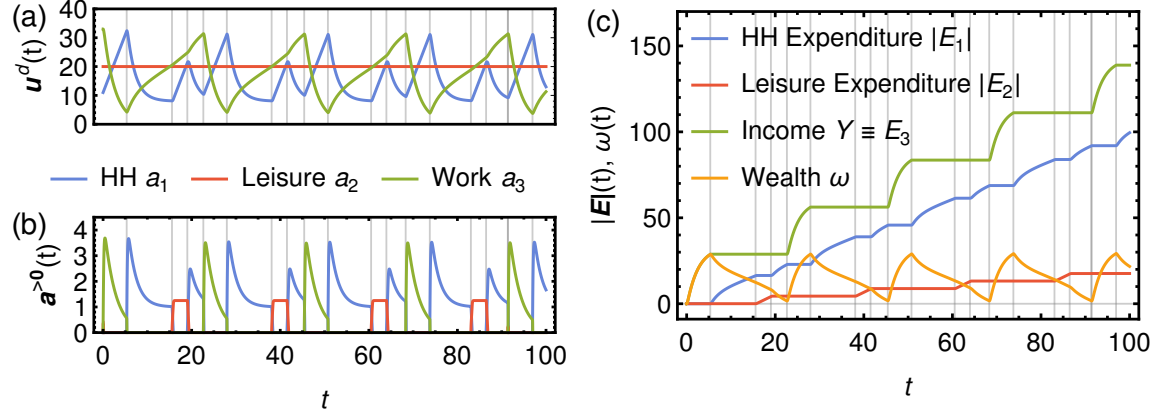 (a)
40
30
20
10
0
u^d(t)
HH a₁ Leisure a₂ Work a₃
(b)
4
3
2
1
0
a^{>0}(t)
0 20 40 60 80 100
t
(c)
150
100
50
0
|E|(t), ω(t)
HH Expenditure |E₁|
Leisure Expenditure |E₂|
Income Y ≡ E₃
Wealth ω
0 20 40 60 80 100
t